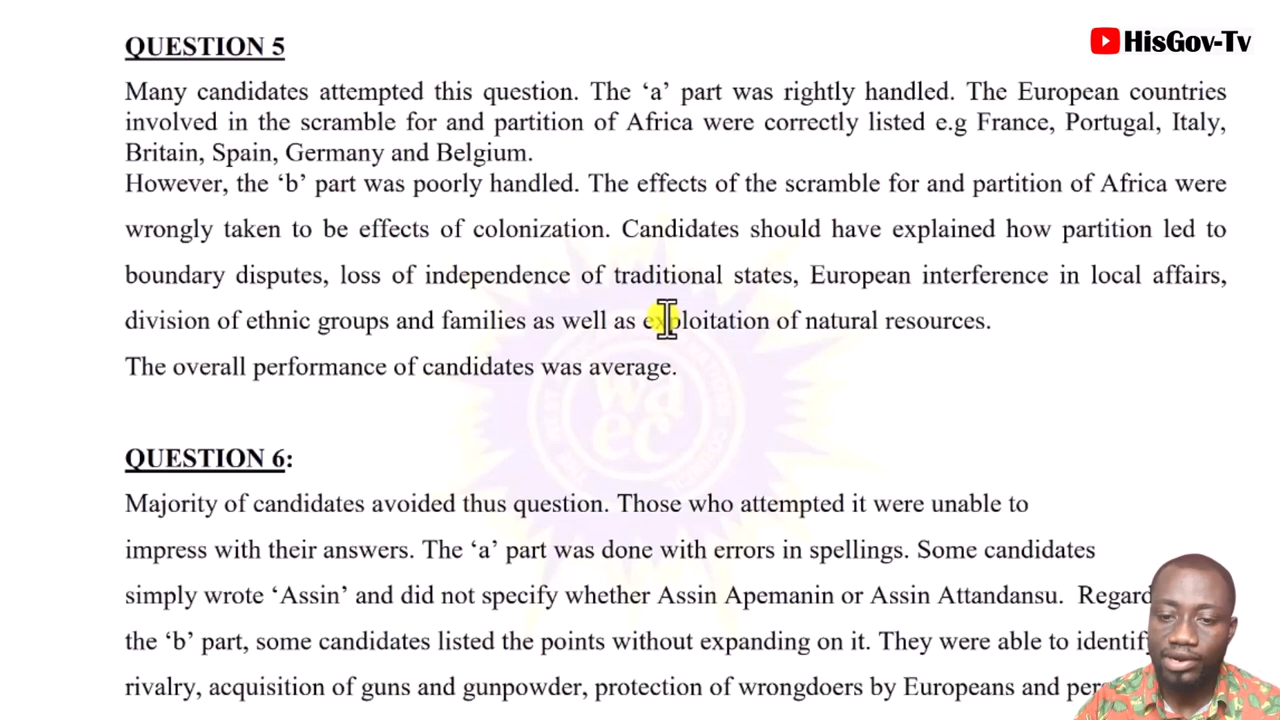 QUESTION 5
HisGov-Tv
Many candidates attempted this question. The ‘a’ part was rightly handled. The European countries
involved in the scramble for and partition of Africa were correctly listed e.g France, Portugal, Italy,
Britain, Spain, Germany and Belgium.
However, the ‘b’ part was poorly handled. The effects of the scramble for and partition of Africa were
wrongly taken to be effects of colonization. Candidates should have explained how partition led to
boundary disputes, loss of independence of traditional states, European interference in local affairs,
division of ethnic groups and families as well as exploitation of natural resources.
The overall performance of candidates was average.
waec
QUESTION 6:
Majority of candidates avoided thus question. Those who attempted it were unable to
impress with their answers. The ‘a’ part was done with errors in spellings. Some candidates
simply wrote ‘Assin’ and did not specify whether Assin Apemanin or Assin Attandansu.
the ‘b’ part, some candidates listed the points without expanding on it. They were able to identify
rivalry, acquisition of guns and gunpowder, protection of wrongdoers by Europeans and